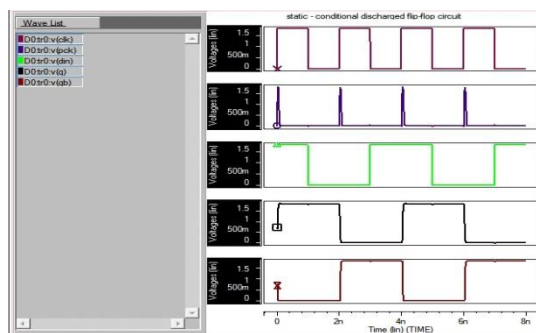 Wave List
D0:tr0:v(clk)
D0:tr0:v(pclk)
D0:tr0:v(din)
D0:tr0:v(q)
D0:tr0:v(qb)
static - conditional discharged flip-flop circuit
Voltages (lin)
1.5
1
500m
0
Voltages (lin)
1.5
1
500m
0
Voltages (lin)
1.5
1
500m
0
Voltages (lin)
1.5
1
500m
0
Voltages (lin)
1.5
1
500m
0
0 2n 4n 6n 8n
Time (lin) (TIME)